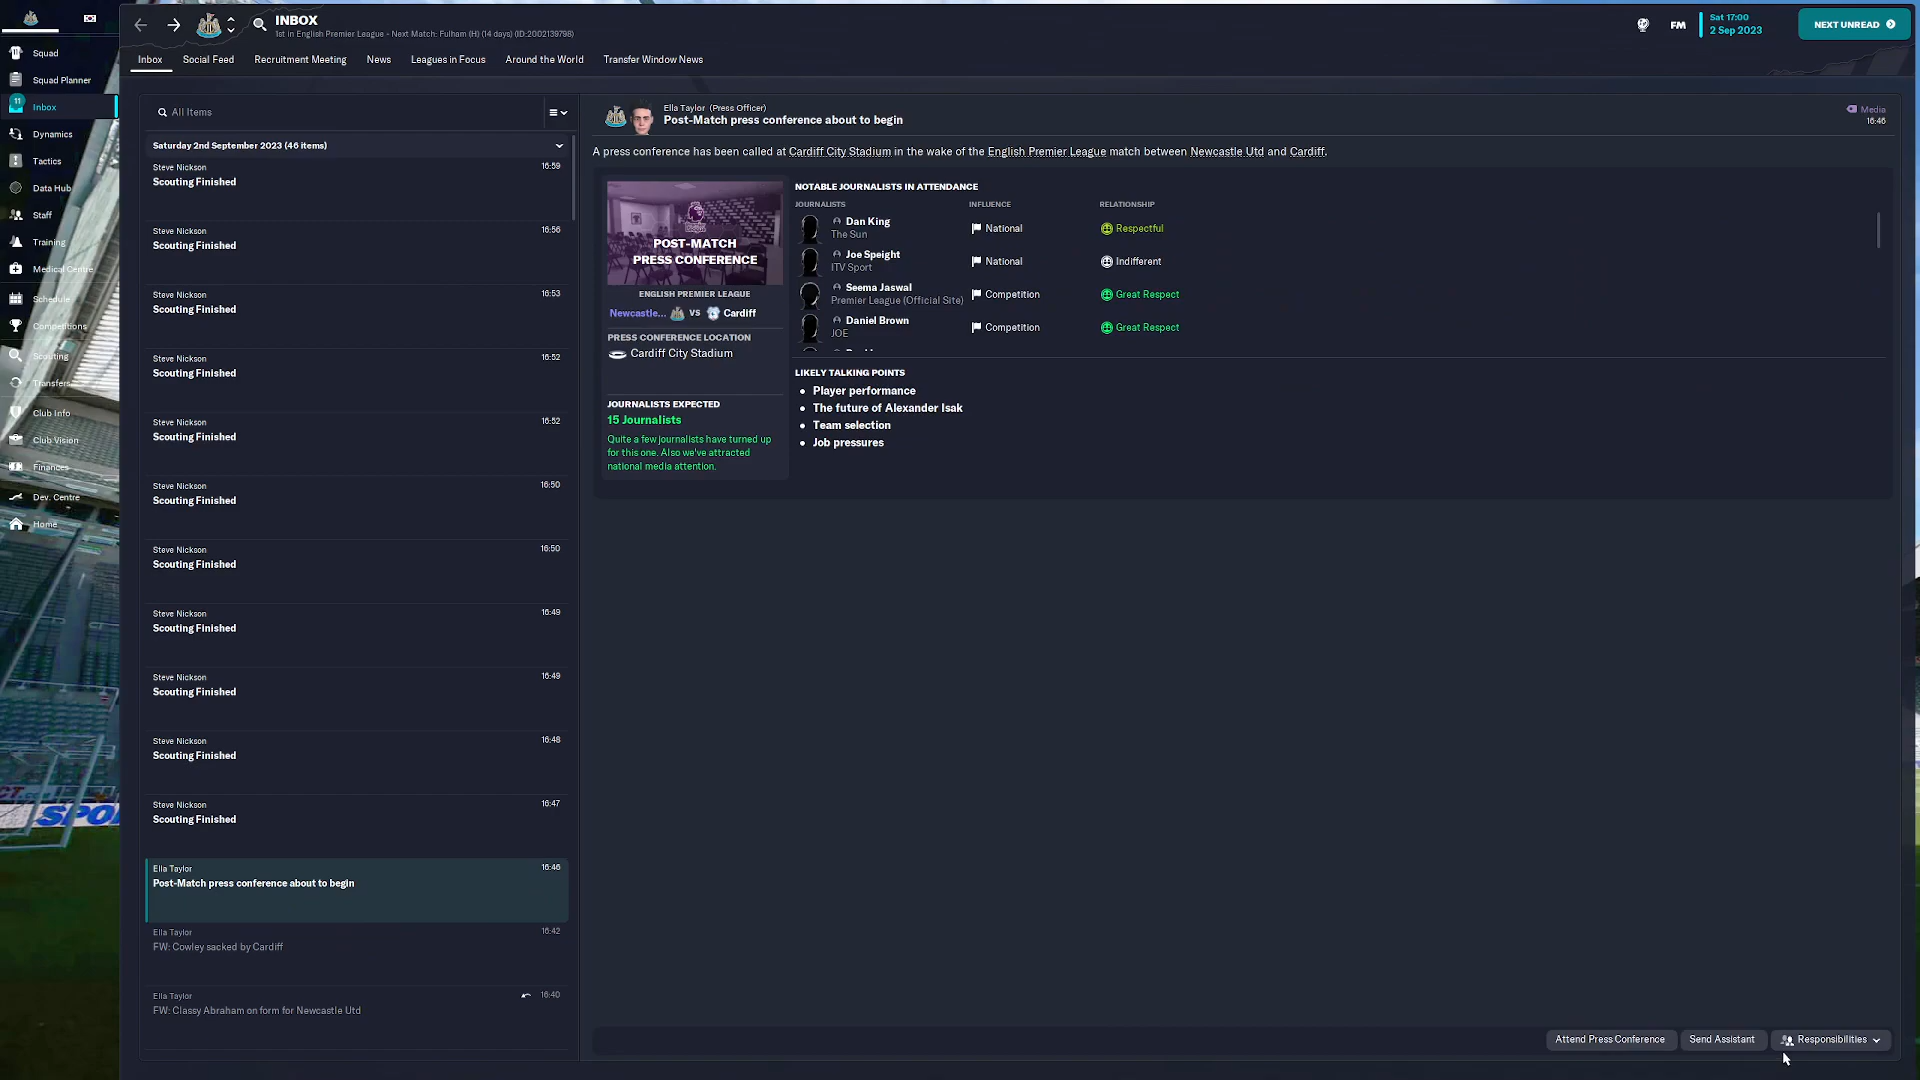 INBOX
1st in English Premier League - Next Match: Fulham (H) (14 days) (ID:2002139798)
FM
Sat 17:00
2 Sep 2023
NEXT UNREAD
Inbox
Social Feed
Recruitment Meeting
News
Leagues in Focus
Around the World
Transfer Window News
Squad
Squad Planner
11
Inbox
Dynamics
Tactics
Data Hub
Staff
Training
Medical Centre
Schedule
Competitions
Scouting
Transfers
Club Info
Club Vision
Finances
Dev. Centre
Home
All Items
Saturday 2nd September 2023 (46 items)
Steve Nickson 16:59
Scouting Finished
Steve Nickson 16:56
Scouting Finished
Steve Nickson 16:53
Scouting Finished
Steve Nickson 16:52
Scouting Finished
Steve Nickson 16:52
Scouting Finished
Steve Nickson 16:50
Scouting Finished
Steve Nickson 16:50
Scouting Finished
Steve Nickson 16:49
Scouting Finished
Steve Nickson 16:49
Scouting Finished
Steve Nickson 16:48
Scouting Finished
Steve Nickson 16:47
Scouting Finished
Ella Taylor 16:46
Post-Match press conference about to begin
Ella Taylor 16:42
FW: Cowley sacked by Cardiff
Ella Taylor 16:40
FW: Classy Abraham on form for Newcastle Utd
Ella Taylor (Press Officer)
Post-Match press conference about to begin
Media
16:46
A press conference has been called at Cardiff City Stadium in the wake of the English Premier League match between Newcastle Utd and Cardiff.
POST-MATCH
PRESS CONFERENCE
ENGLISH PREMIER LEAGUE
Newcastle... VS Cardiff
PRESS CONFERENCE LOCATION
Cardiff City Stadium
JOURNALISTS EXPECTED
15 Journalists
Quite a few journalists have turned up
for this one. Also we've attracted
national media attention.
NOTABLE JOURNALISTS IN ATTENDANCE
JOURNALISTS INFLUENCE RELATIONSHIP
Dan King
The Sun
National
Respectful
Joe Speight
ITV Sport
National
Indifferent
Seema Jaswal
Premier League (Official Site)
Competition
Great Respect
Daniel Brown
JOE
Competition
Great Respect
LIKELY TALKING POINTS
Player performance
The future of Alexander Isak
Team selection
Job pressures
Attend Press Conference
Send Assistant
Responsibilities